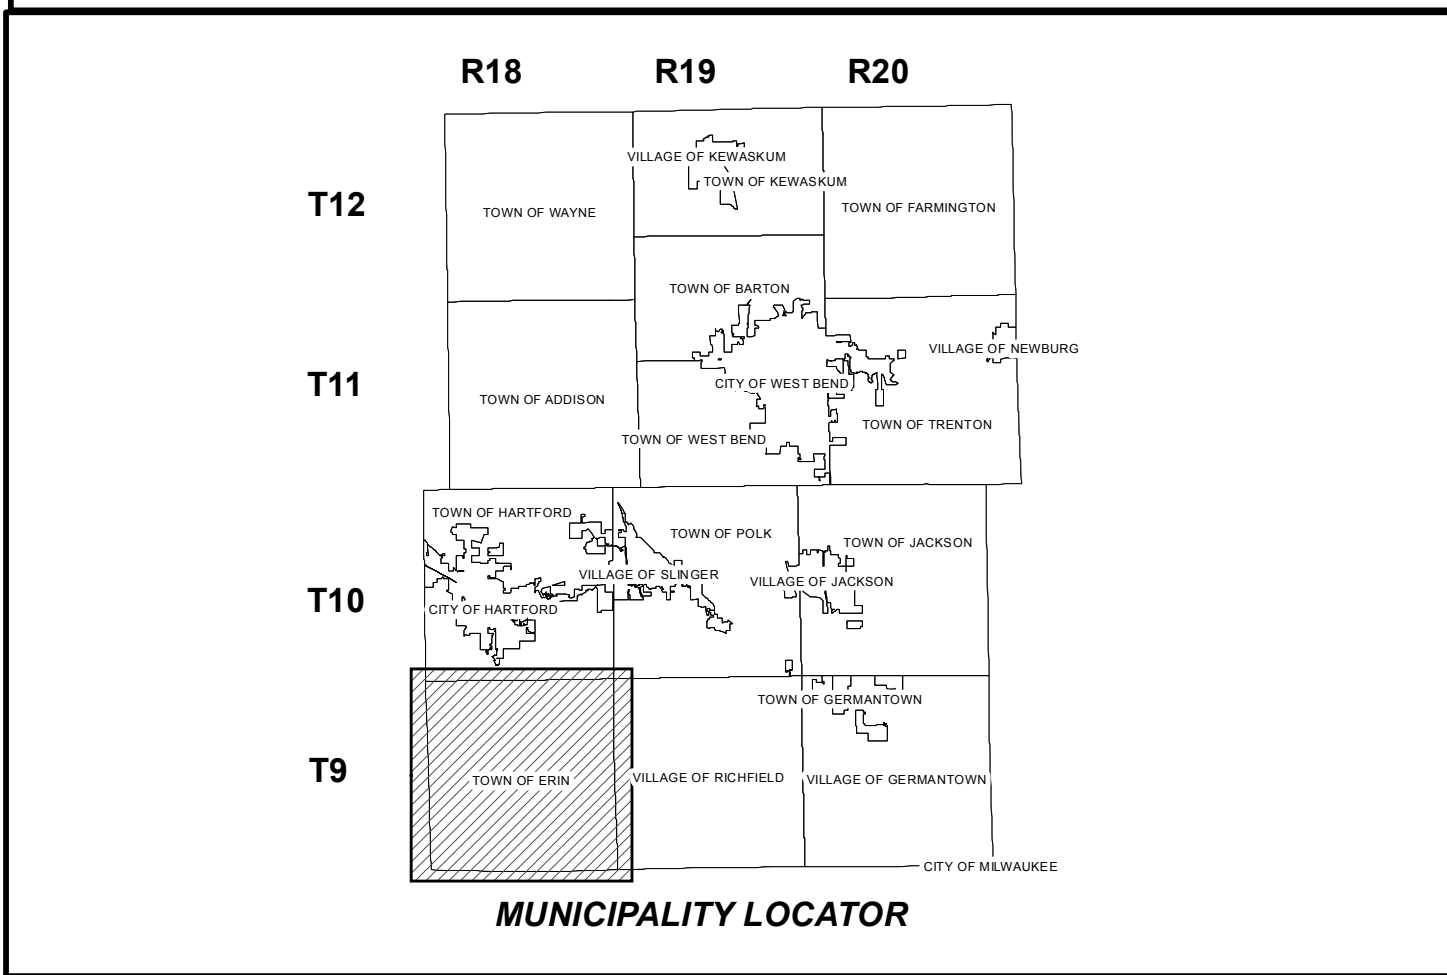 R18 R19 R20
VILLAGE OF KEWASKUM
TOWN OF KEWASKUM
T12
TOWN OF WAYNE
TOWN OF FARMINGTON
TOWN OF BARTON
VILLAGE OF NEWBURG
T11
CITY OF WEST BEND
TOWN OF ADDISON
TOWN OF TRENTON
TOWN OF WEST BEND
TOWN OF HARTFORD
TOWN OF POLK
TOWN OF JACKSON
VILLAGE OF SLINGER
VILLAGE OF JACKSON
T10
CITY OF HARTFORD
TOWN OF GERMANTOWN
T9
TOWN OF ERIN
VILLAGE OF RICHFIELD
VILLAGE OF GERMANTOWN
CITY OF MILWAUKEE
MUNICIPALITY LOCATOR